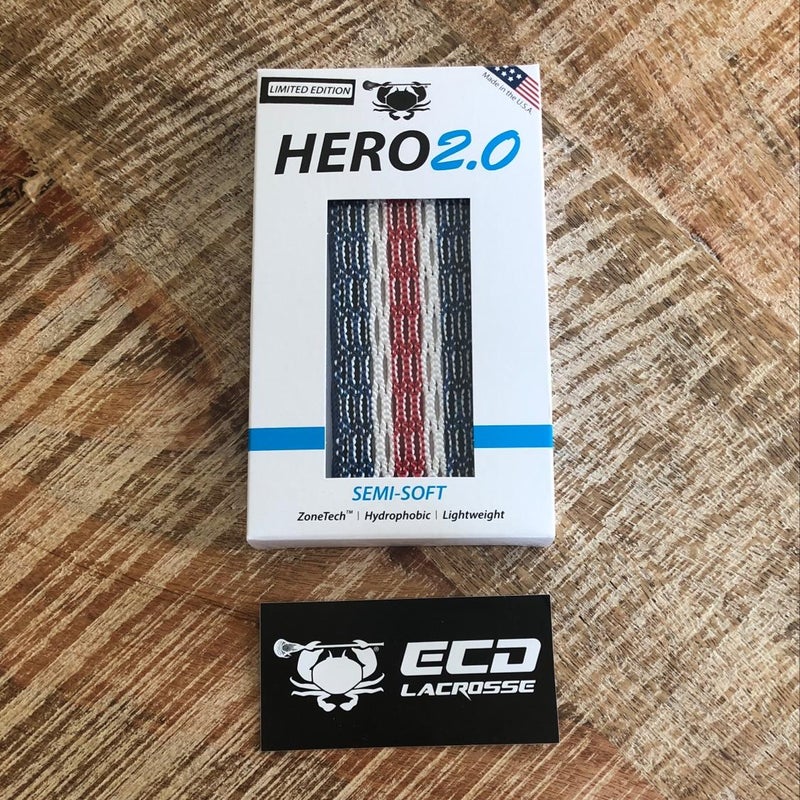 LIMITED EDITION
Made in the U.S.A.
HERO2.0
SEMI-SOFT
ZoneTech™ | Hydrophobic | Lightweight
ECD
LACROSSE